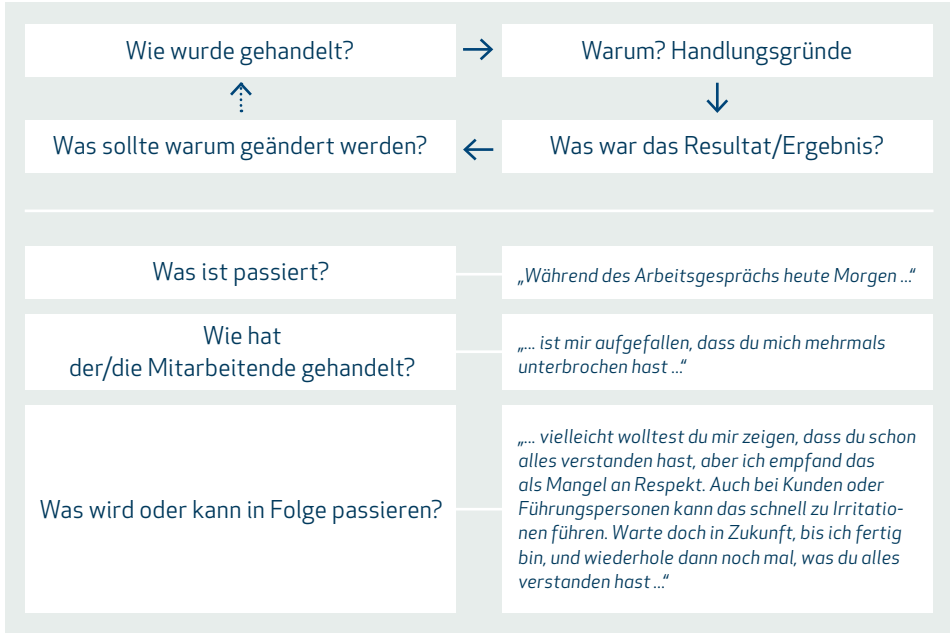 Wie wurde gehandelt?
Warum? Handlungsgründe
Was sollte warum geändert werden?
Was war das Resultat/Ergebnis?
Was ist passiert?
„Während des Arbeitsgesprächs heute Morgen ...“
Wie hat
der/die Mitarbeitende gehandelt?
„... ist mir aufgefallen, dass du mich mehrmals
unterbrochen hast ...“
Was wird oder kann in Folge passieren?
„... vielleicht wolltest du mir zeigen, dass du schon
alles verstanden hast, aber ich empfand das
als Mangel an Respekt. Auch bei Kunden oder
Führungspersonen kann das schnell zu Irritatio-
nen führen. Warte doch in Zukunft, bis ich fertig
bin, und wiederhole dann noch mal, was du alles
verstanden hast ...“